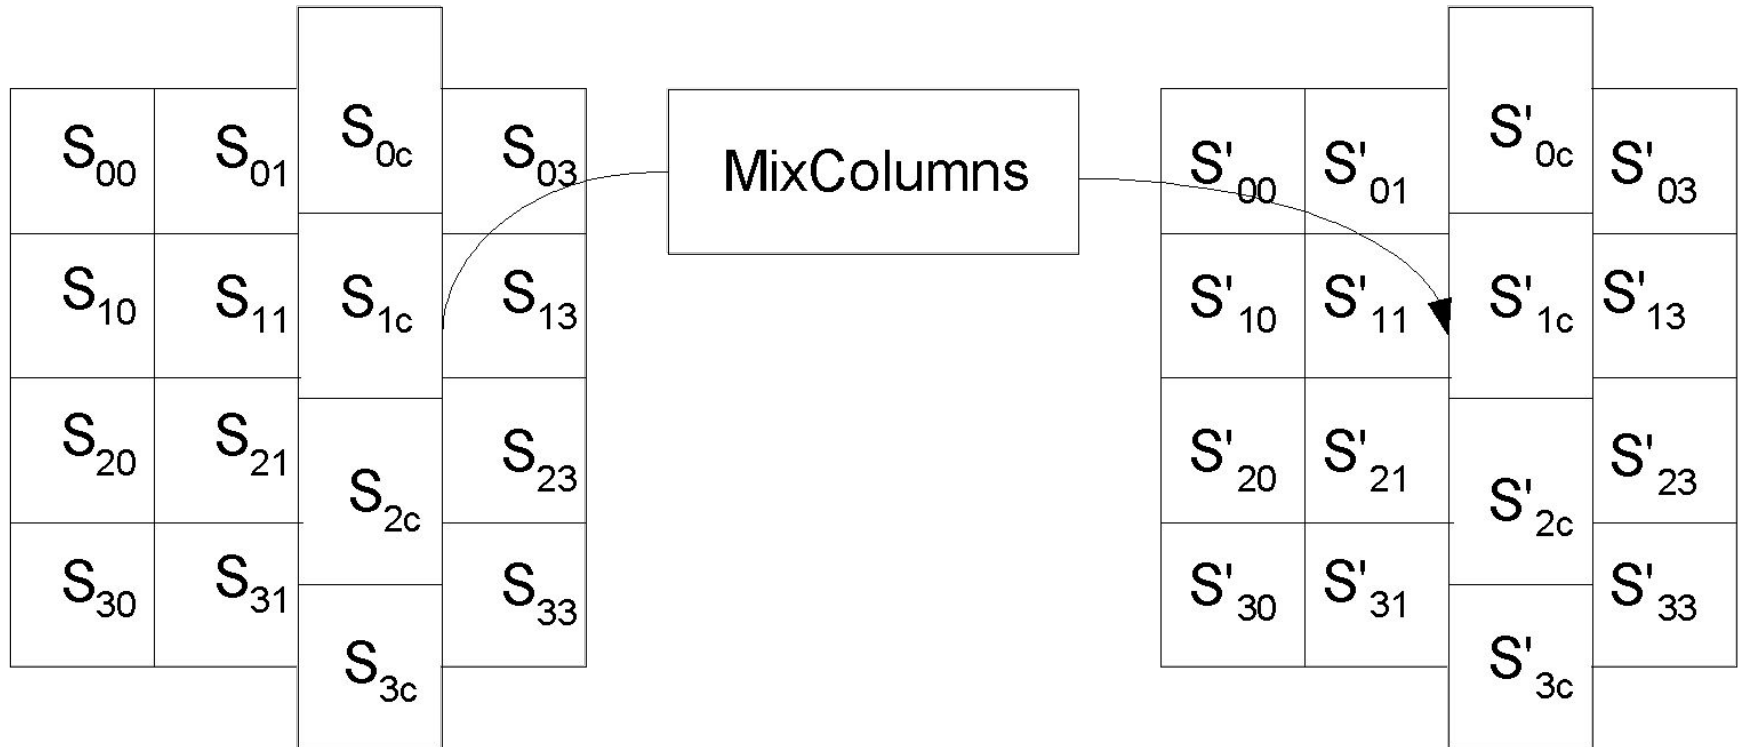 S00 S01 S0c S03 MixColumns S'00 S'01 S'0c S'03
S10 S11 S1c S13 S'10 S'11 S'1c S'13
S20 S21 S2c S23 S'20 S'21 S'2c S'23
S30 S31 S3c S33 S'30 S'31 S'3c S'33